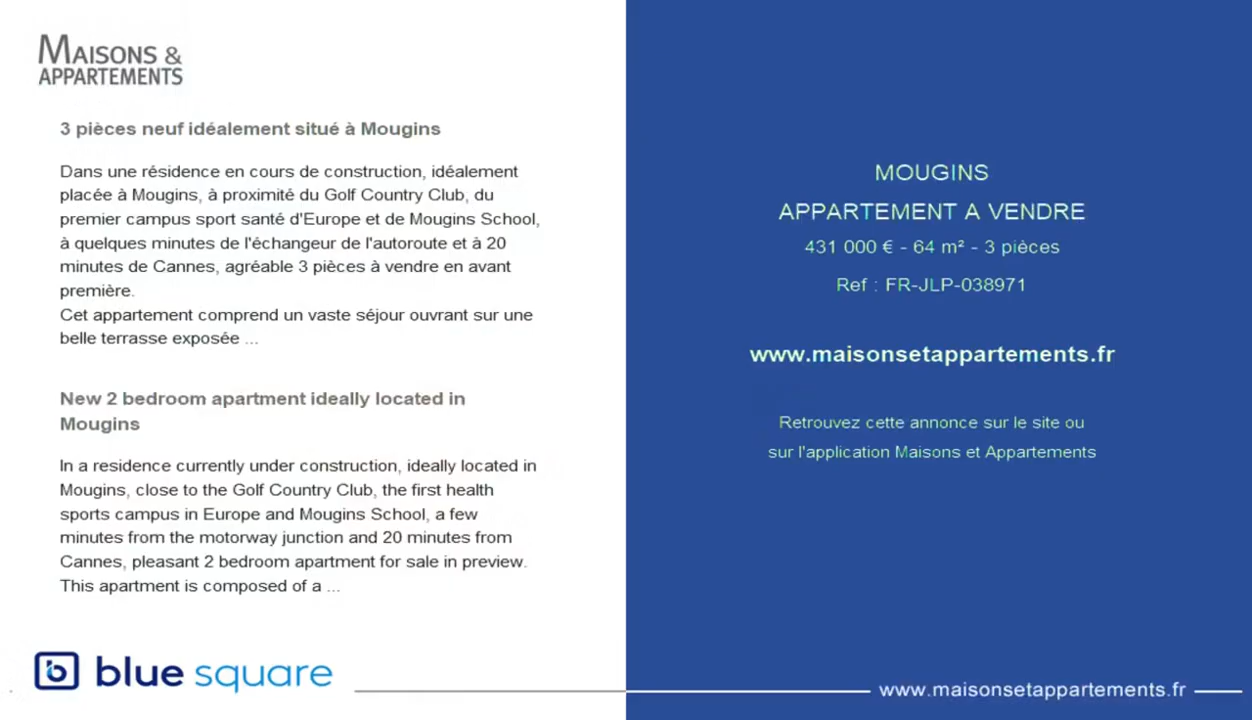 MAISONS &
APPARTEMENTS
3 pièces neuf idéalement situé à Mougins
Dans une résidence en cours de construction, idéalement
placée à Mougins, à proximité du Golf Country Club, du
premier campus sport santé d'Europe et de Mougins School,
à quelques minutes de l'échangeur de l'autoroute et à 20
minutes de Cannes, agréable 3 pièces à vendre en avant
première.
Cet appartement comprend un vaste séjour ouvrant sur une
belle terrasse exposée ...
New 2 bedroom apartment ideally located in
Mougins
In a residence currently under construction, ideally located in
Mougins, close to the Golf Country Club, the first health
sports campus in Europe and Mougins School, a few
minutes from the motorway junction and 20 minutes from
Cannes, pleasant 2 bedroom apartment for sale in preview.
This apartment is composed of a ...
blue square
MOUGINS
APPARTEMENT A VENDRE
431 000 € - 64 m² - 3 pièces
Ref : FR-JLP-038971
www.maisonsetappartements.fr
Retrouvez cette annonce sur le site ou
sur l'application Maisons et Appartements
www.maisonsetappartements.fr